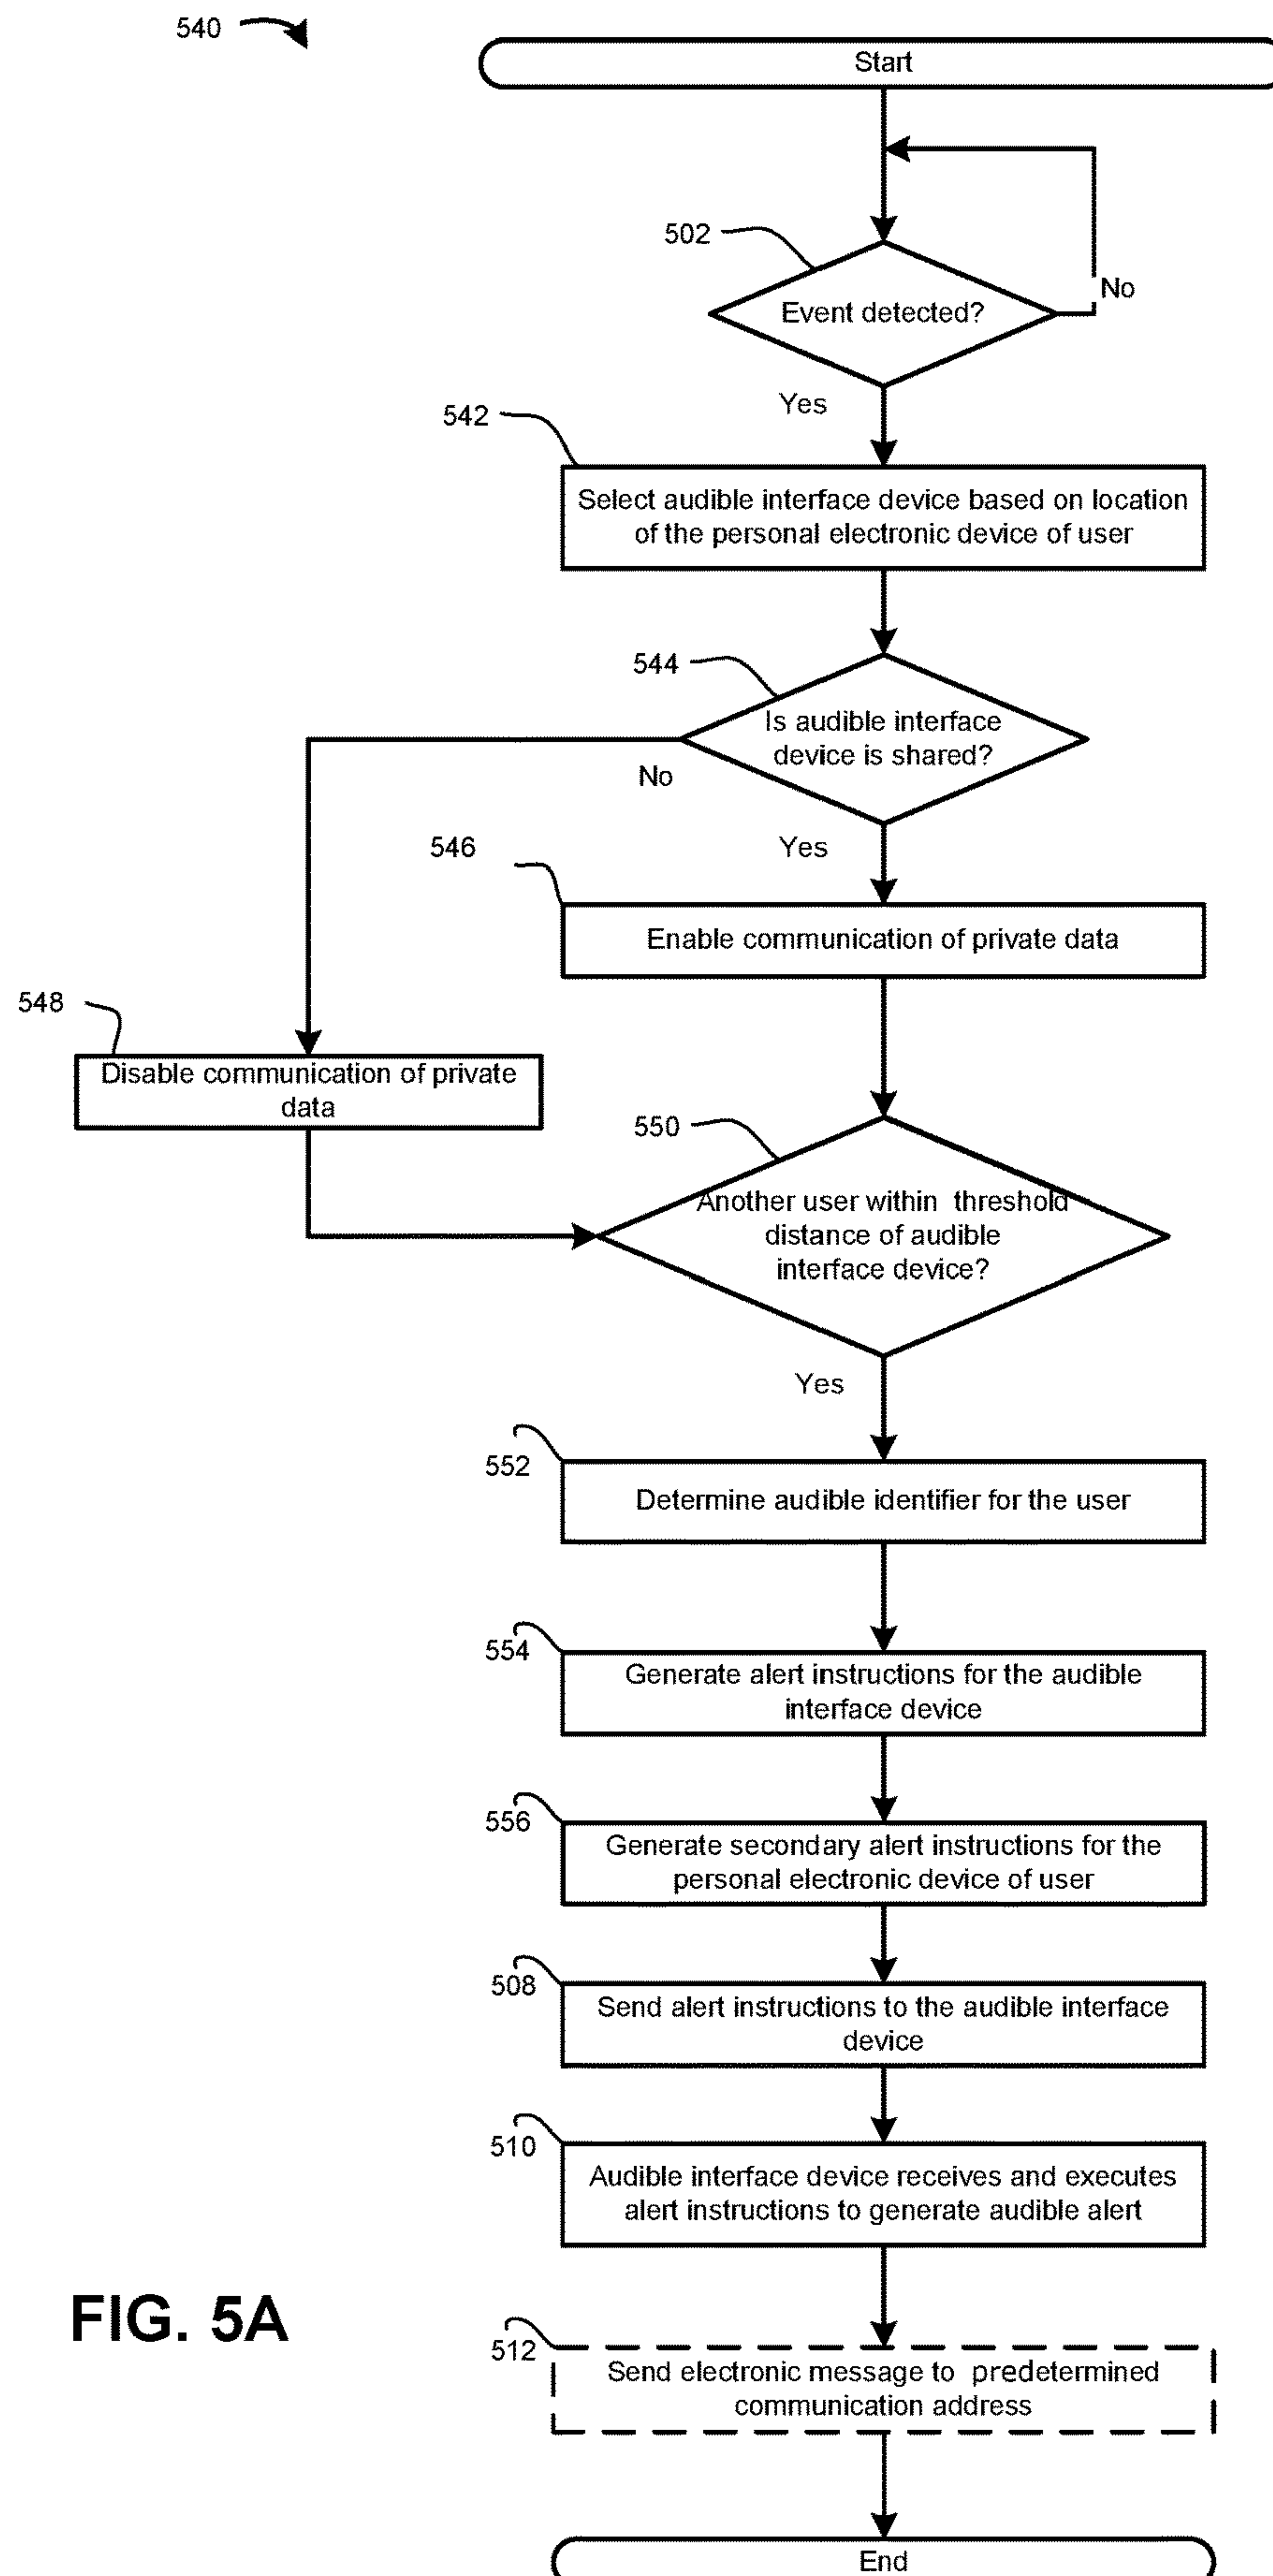 540
Start
502
Event detected?
No
Yes
542
Select audible interface device based on location
of the personal electronic device of user
544
Is audible interface
device is shared?
No
Yes
546
Enable communication of private data
548
Disable communication of private
data
550
Another user within threshold
distance of audible
interface device?
Yes
552
Determine audible identifier for the user
554
Generate alert instructions for the audible
interface device
556
Generate secondary alert instructions for the
personal electronic device of user
508
Send alert instructions to the audible interface
device
510
Audible interface device receives and executes
alert instructions to generate audible alert
FIG. 5A
512
Send electronic message to predetermined
communication address
End